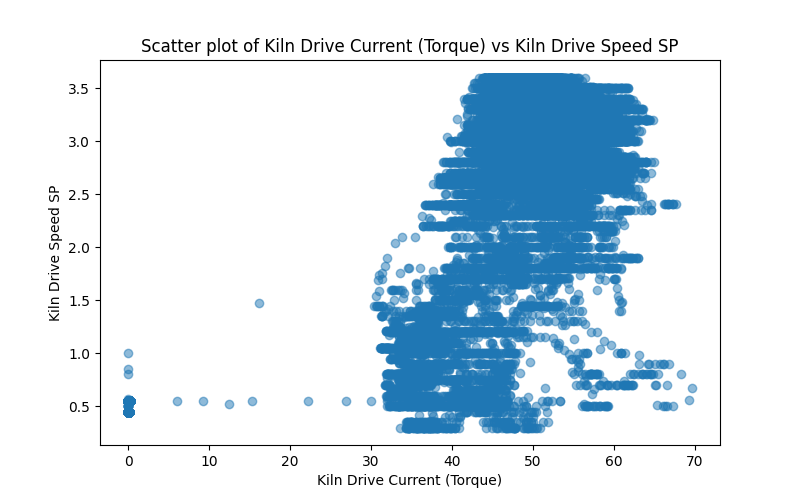 Scatter plot of Kiln Drive Current (Torque) vs Kiln Drive Speed SP
Kiln Drive Speed SP
3.5
3.0
2.5
2.0
1.5
1.0
0.5
0 10 20 30 40 50 60 70
Kiln Drive Current (Torque)